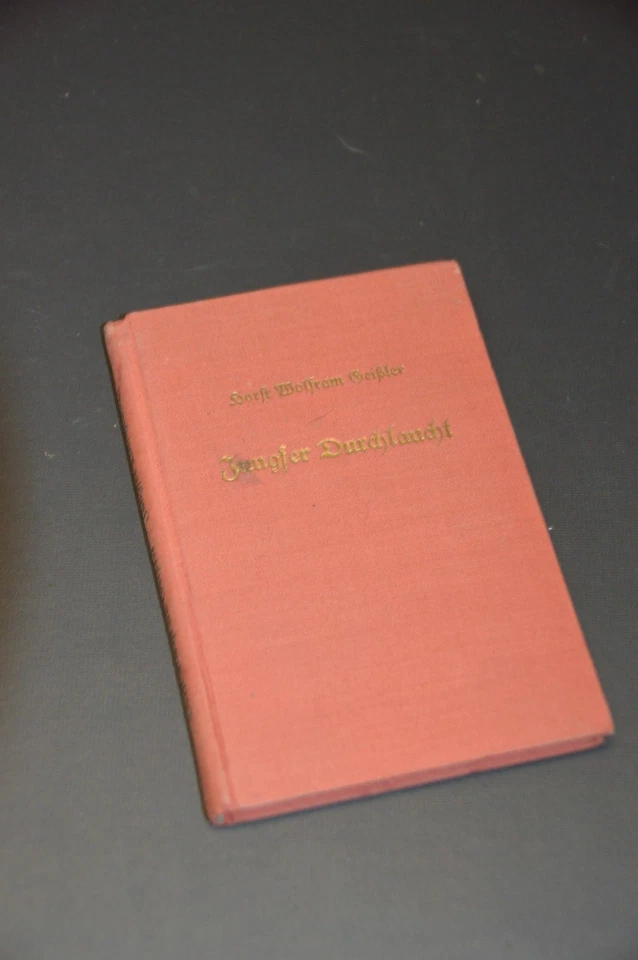 Horst Wolfram Geißler
Jungfer Durchlaucht